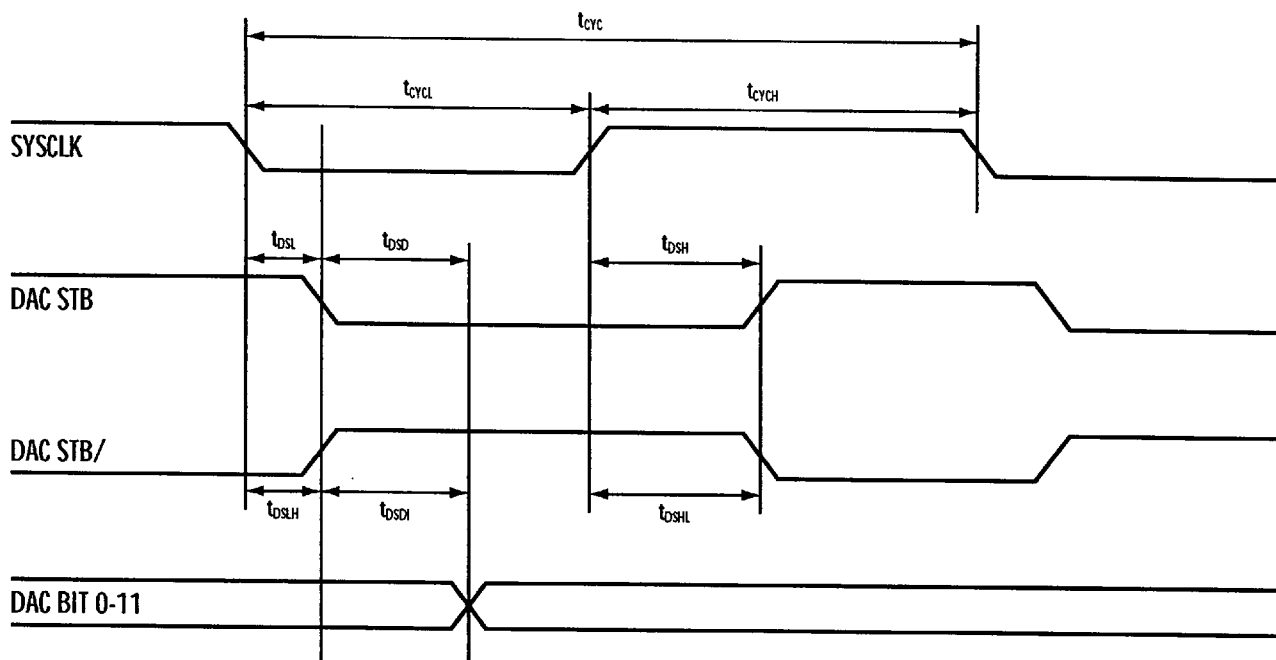 tCYC
tCYCL
tCYCH
SYSCLK
tDSL
tDSD
tDSH
DAC STB
DAC STB/
tDSLH
tDSDI
tDSHL
DAC BIT 0-11